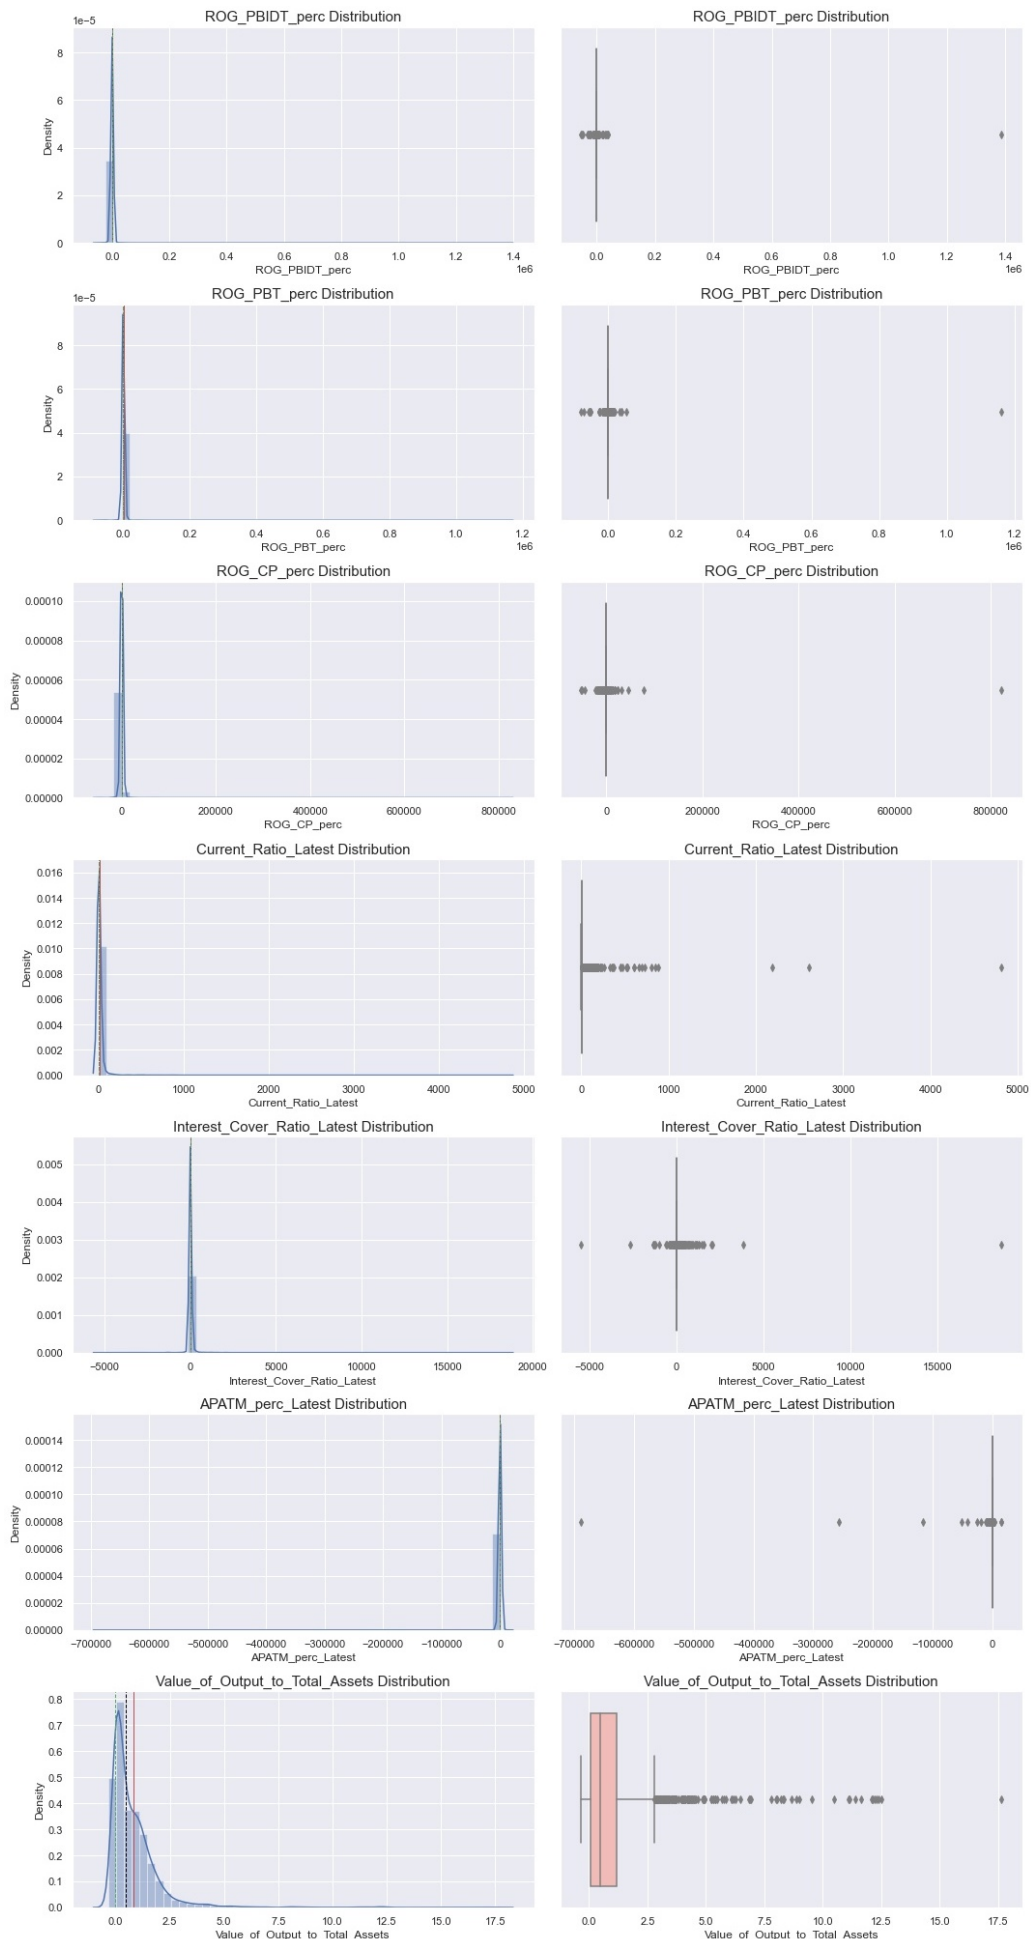 ROG_PBIDT_perc Distribution
ROG_PBIDT_perc Distribution
1e−5
8
6
4
2
0
Density
0.0 0.2 0.4 0.6 0.8 1.0 1.2 1.4
ROG_PBIDT_perc
1e6
0.0 0.2 0.4 0.6 0.8 1.0 1.2 1.4
ROG_PBIDT_perc
1e6
ROG_PBT_perc Distribution
ROG_PBT_perc Distribution
1e−5
8
6
4
2
0
Density
0.0 0.2 0.4 0.6 0.8 1.0 1.2
ROG_PBT_perc
1e6
0.0 0.2 0.4 0.6 0.8 1.0 1.2
ROG_PBT_perc
1e6
ROG_CP_perc Distribution
ROG_CP_perc Distribution
0.00010
0.00008
0.00006
0.00004
0.00002
0.00000
Density
0 200000 400000 600000 800000
ROG_CP_perc
0 200000 400000 600000 800000
ROG_CP_perc
Current_Ratio_Latest Distribution
Current_Ratio_Latest Distribution
0.016
0.014
0.012
0.010
0.008
0.006
0.004
0.002
0.000
Density
0 1000 2000 3000 4000 5000
Current_Ratio_Latest
0 1000 2000 3000 4000 5000
Current_Ratio_Latest
Interest_Cover_Ratio_Latest Distribution
Interest_Cover_Ratio_Latest Distribution
0.005
0.004
0.003
0.002
0.001
0.000
Density
−5000 0 5000 10000 15000 20000
Interest_Cover_Ratio_Latest
−5000 0 5000 10000 15000
Interest_Cover_Ratio_Latest
APATM_perc_Latest Distribution
APATM_perc_Latest Distribution
0.00014
0.00012
0.00010
0.00008
0.00006
0.00004
0.00002
0.00000
Density
−700000 −600000 −500000 −400000 −300000 −200000 −100000 0
APATM_perc_Latest
−700000 −600000 −500000 −400000 −300000 −200000 −100000 0
APATM_perc_Latest
Value_of_Output_to_Total_Assets Distribution
Value_of_Output_to_Total_Assets Distribution
0.8
0.7
0.6
0.5
0.4
0.3
0.2
0.1
0.0
Density
0.0 2.5 5.0 7.5 10.0 12.5 15.0 17.5
Value_of_Output_to_Total_Assets
0.0 2.5 5.0 7.5 10.0 12.5 15.0 17.5
Value_of_Output_to_Total_Assets